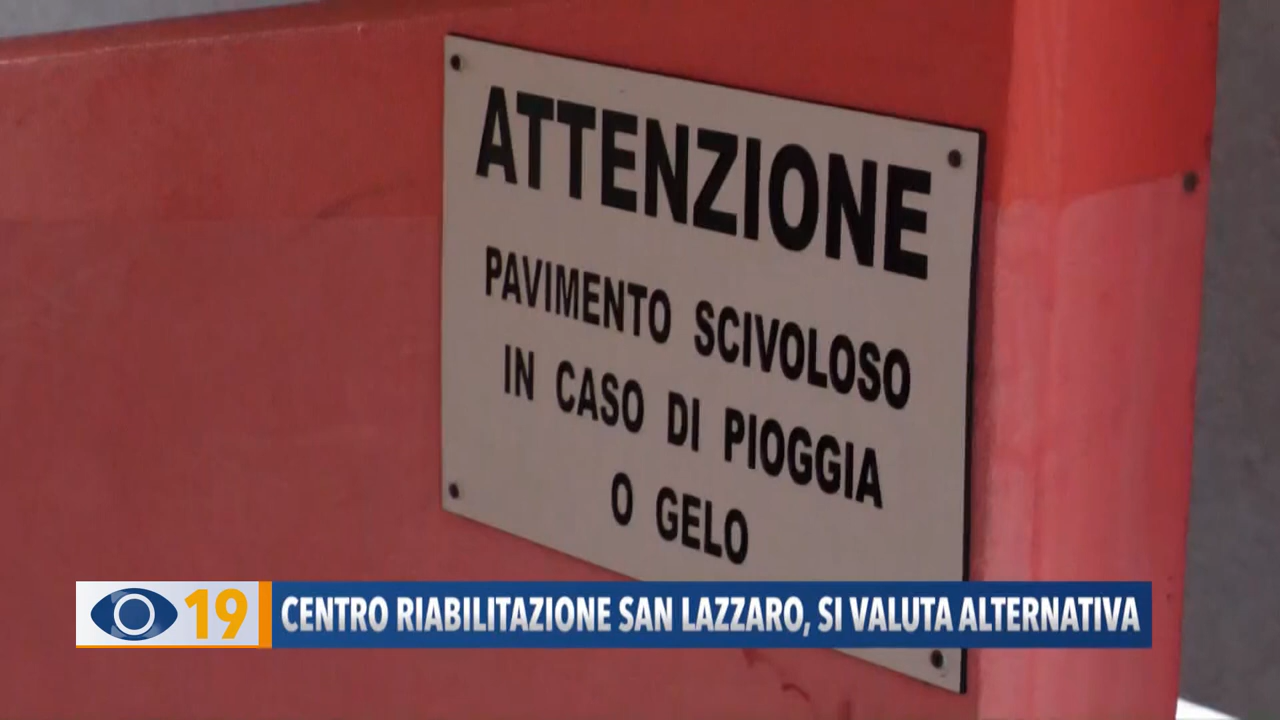 ATTENZIONE
PAVIMENTO SCIVOLOSO
IN CASO DI PIOGGIA
O GELO
19 CENTRO RIABILITAZIONE SAN LAZZARO, SI VALUTA ALTERNATIVA